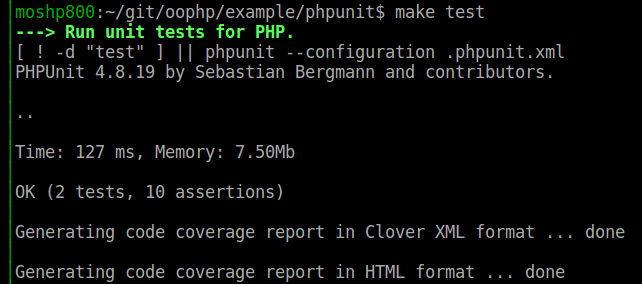 moshp800:~/git/oophp/example/phpunit$ make test
---> Run unit tests for PHP.
[ ! -d "test" ] || phpunit --configuration .phpunit.xml
PHPUnit 4.8.19 by Sebastian Bergmann and contributors.
..
Time: 127 ms, Memory: 7.50Mb
OK (2 tests, 10 assertions)
Generating code coverage report in Clover XML format ... done
Generating code coverage report in HTML format ... done